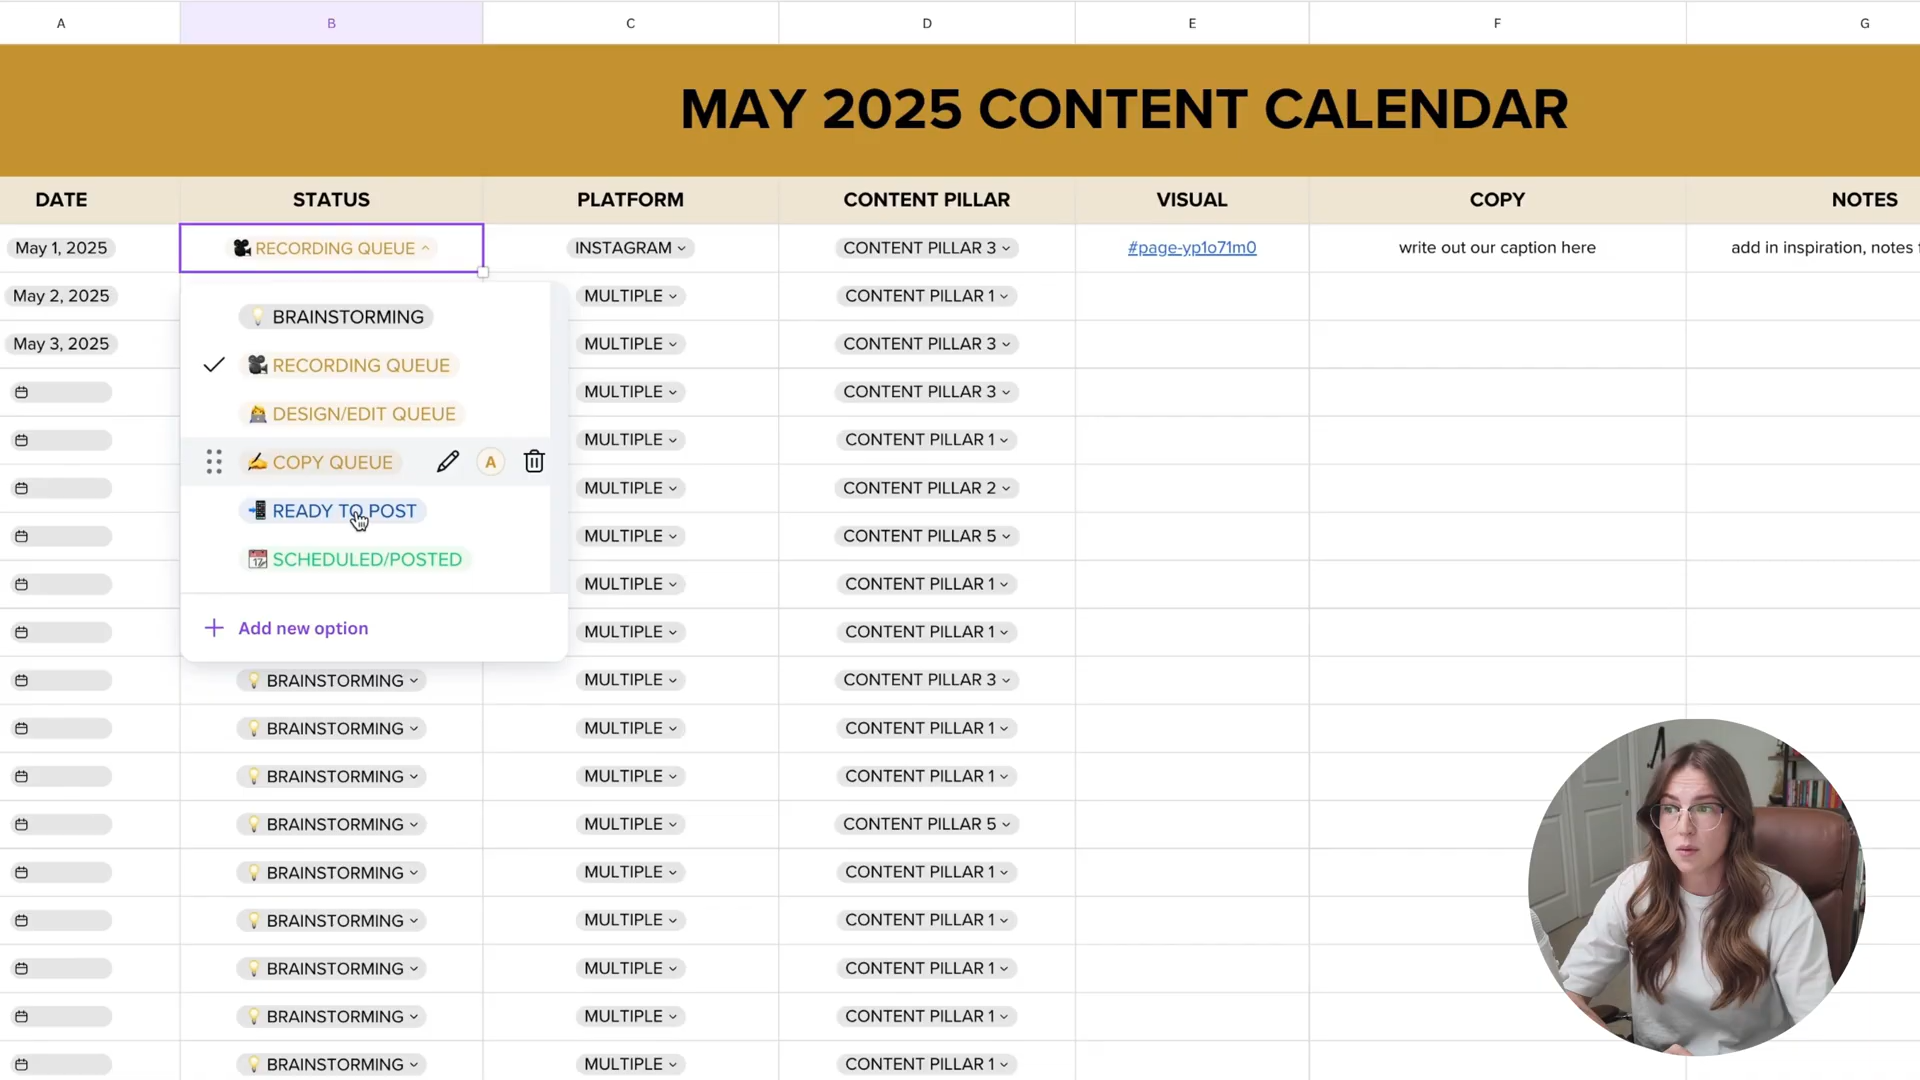 A B C D E F G
MAY 2025 CONTENT CALENDAR
DATE STATUS PLATFORM CONTENT PILLAR VISUAL COPY NOTES
May 1, 2025 RECORDING QUEUE INSTAGRAM CONTENT PILLAR 3 #page-yp1o71m0 write out our caption here add in inspiration, notes
May 2, 2025 MULTIPLE CONTENT PILLAR 1
BRAINSTORMING
May 3, 2025 MULTIPLE CONTENT PILLAR 3
RECORDING QUEUE
MULTIPLE CONTENT PILLAR 3
DESIGN/EDIT QUEUE
MULTIPLE CONTENT PILLAR 1
COPY QUEUE A
MULTIPLE CONTENT PILLAR 2
READY TO POST
MULTIPLE CONTENT PILLAR 5
SCHEDULED/POSTED
17
MULTIPLE CONTENT PILLAR 1
Add new option
MULTIPLE CONTENT PILLAR 1
BRAINSTORMING MULTIPLE CONTENT PILLAR 3
BRAINSTORMING MULTIPLE CONTENT PILLAR 1
BRAINSTORMING MULTIPLE CONTENT PILLAR 1
BRAINSTORMING MULTIPLE CONTENT PILLAR 5
BRAINSTORMING MULTIPLE CONTENT PILLAR 1
BRAINSTORMING MULTIPLE CONTENT PILLAR 1
BRAINSTORMING MULTIPLE CONTENT PILLAR 1
BRAINSTORMING MULTIPLE CONTENT PILLAR 1
BRAINSTORMING MULTIPLE CONTENT PILLAR 1